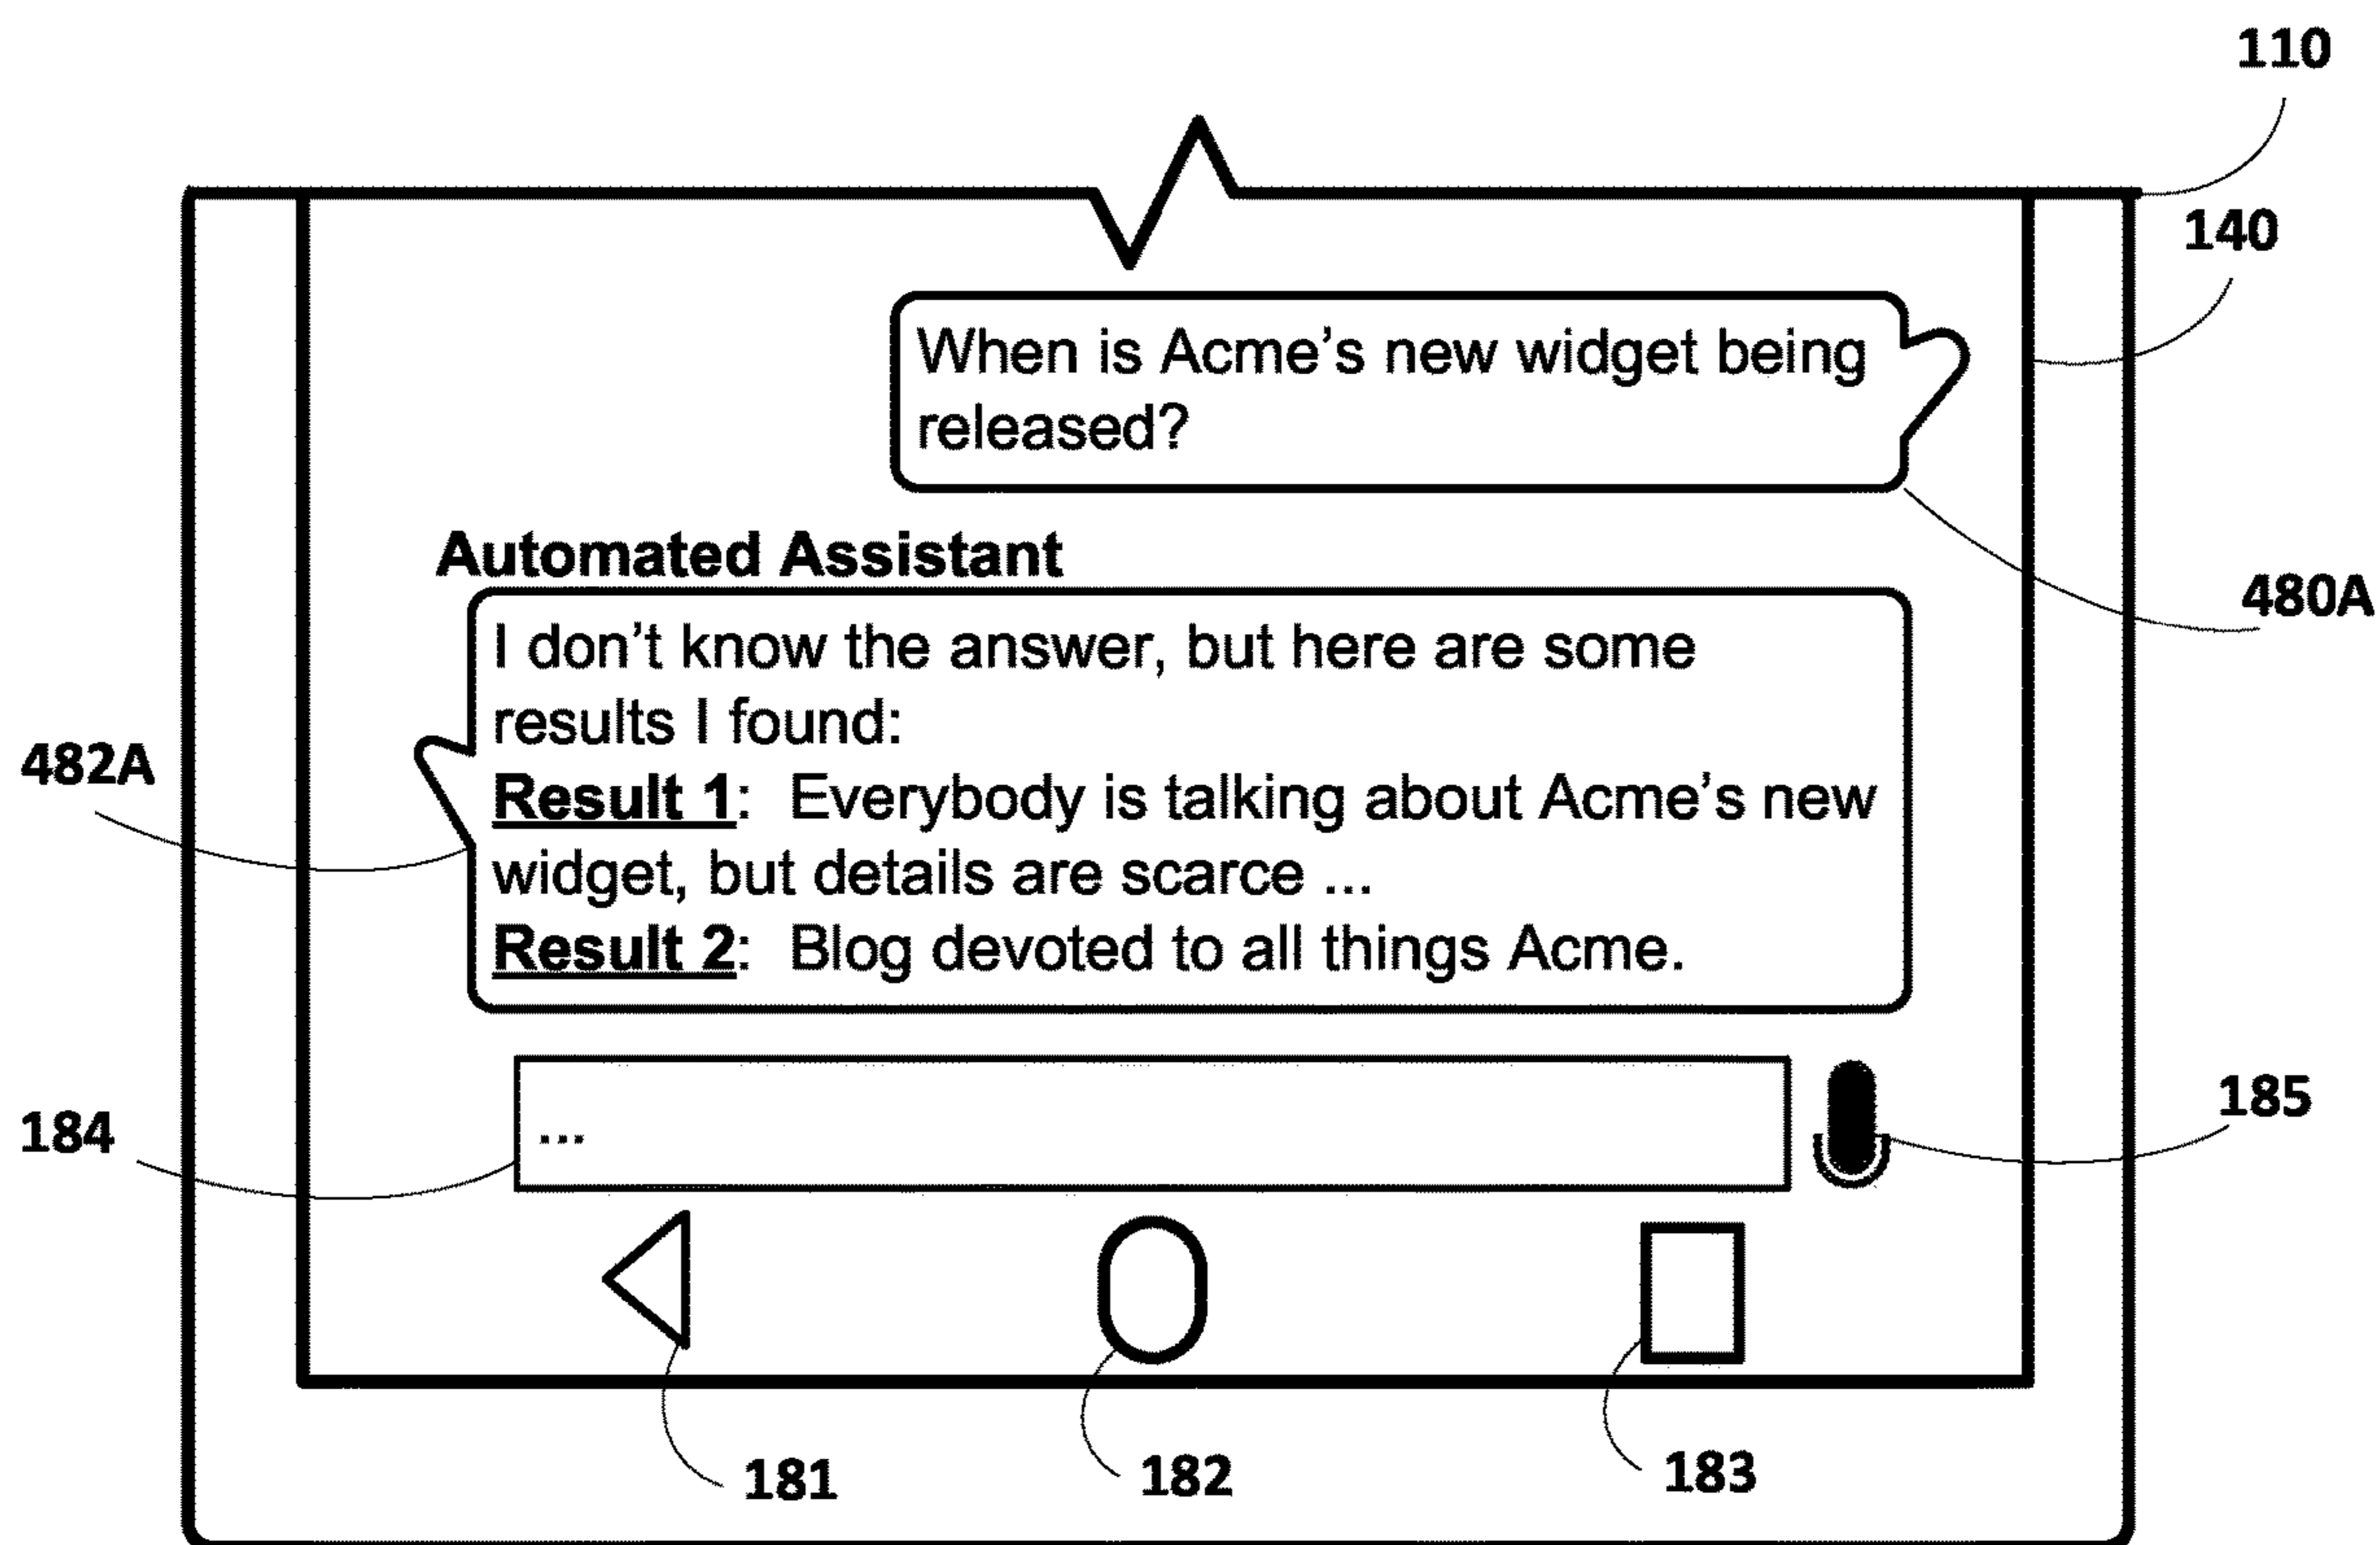 110
140
When is Acme's new widget being
released?
480A
Automated Assistant
I don't know the answer, but here are some
results I found:
482A
Result 1:  Everybody is talking about Acme's new
widget, but details are scarce ...
Result 2:  Blog devoted to all things Acme.
184
...
185
181
182
183